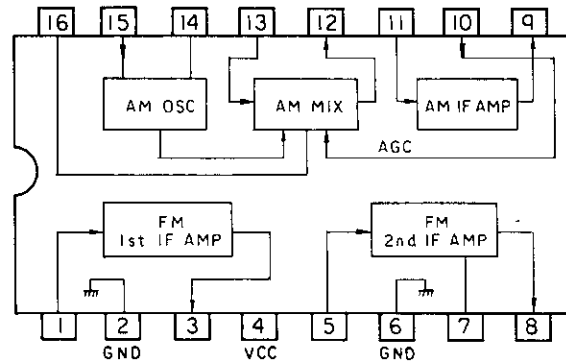 16 15 14 13 12 11 10 9
AM OSC
AM MIX
AM IF AMP
AGC
FM
1st IF AMP
FM
2nd IF AMP
1 2 3 4 5 6 7 8
GND VCC GND